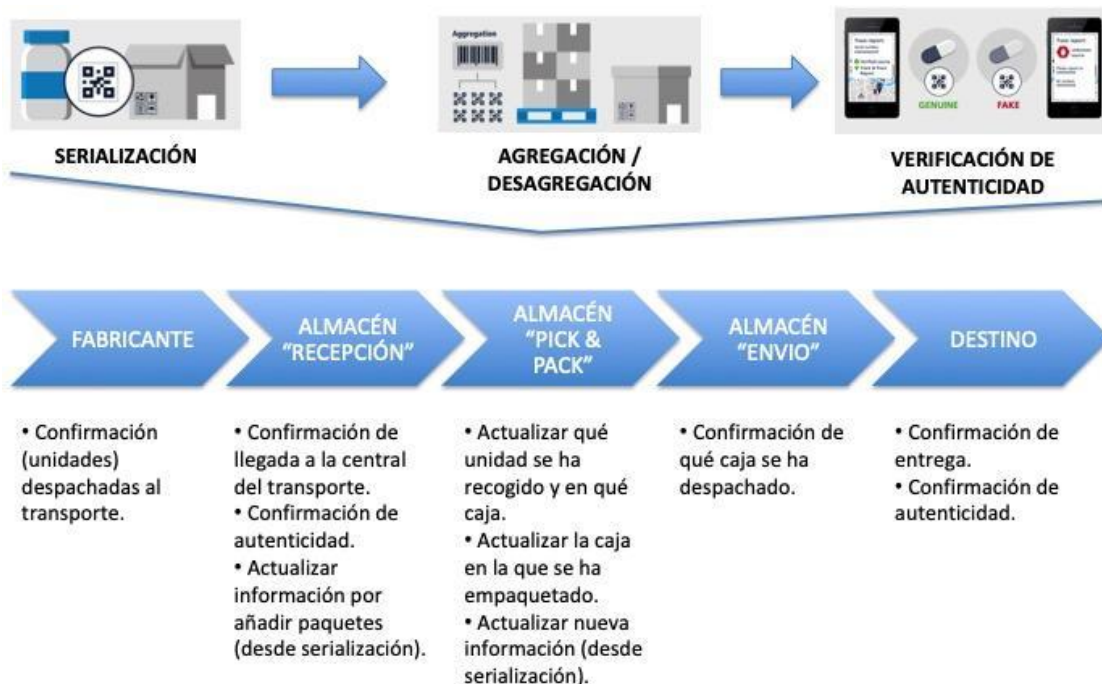 Aggregation
GENUINE
FAKE
SERIALIZACIÓN
AGREGACIÓN /
DESAGREGACIÓN
VERIFICACIÓN DE
AUTENTICIDAD
FABRICANTE
ALMACÉN
“RECEPCIÓN”
ALMACÉN
“PICK &
PACK”
ALMACÉN
“ENVIO”
DESTINO
• Confirmación
(unidades)
despachadas al
transporte.
• Confirmación de
llegada a la central
del transporte.
• Confirmación de
autenticidad.
• Actualizar
información por
añadir paquetes
(desde serialización).
• Actualizar qué
unidad se ha
recogido y en qué
caja.
• Actualizar la caja
en la que se ha
empaquetado.
• Actualizar nueva
información (desde
serialización).
• Confirmación de
qué caja se ha
despachado.
• Confirmación de
entrega.
• Confirmación de
autenticidad.